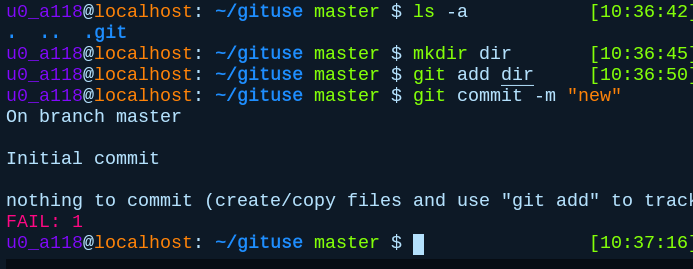 u0_a118@localhost: ~/gituse master $ ls -a [10:36:42]
. .. .git
u0_a118@localhost: ~/gituse master $ mkdir dir [10:36:45]
u0_a118@localhost: ~/gituse master $ git add dir [10:36:50]
u0_a118@localhost: ~/gituse master $ git commit -m "new"
On branch master
Initial commit
nothing to commit (create/copy files and use "git add" to track
FAIL: 1
u0_a118@localhost: ~/gituse master $ [10:37:16]